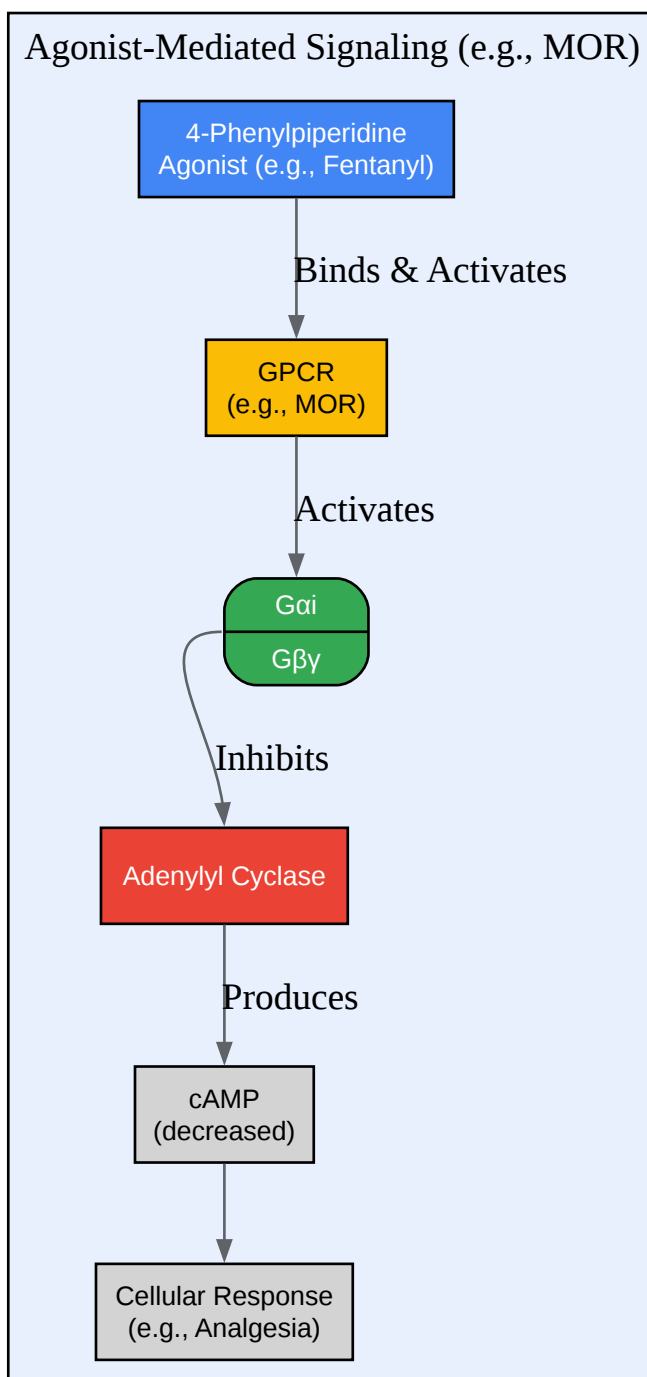 Agonist-Mediated Signaling (e.g., MOR)
4-Phenylpiperidine
Agonist (e.g., Fentanyl)
Binds & Activates
GPCR
(e.g., MOR)
Activates
Gαi
Gβγ
Inhibits
Adenylyl Cyclase
Produces
cAMP
(decreased)
Cellular Response
(e.g., Analgesia)